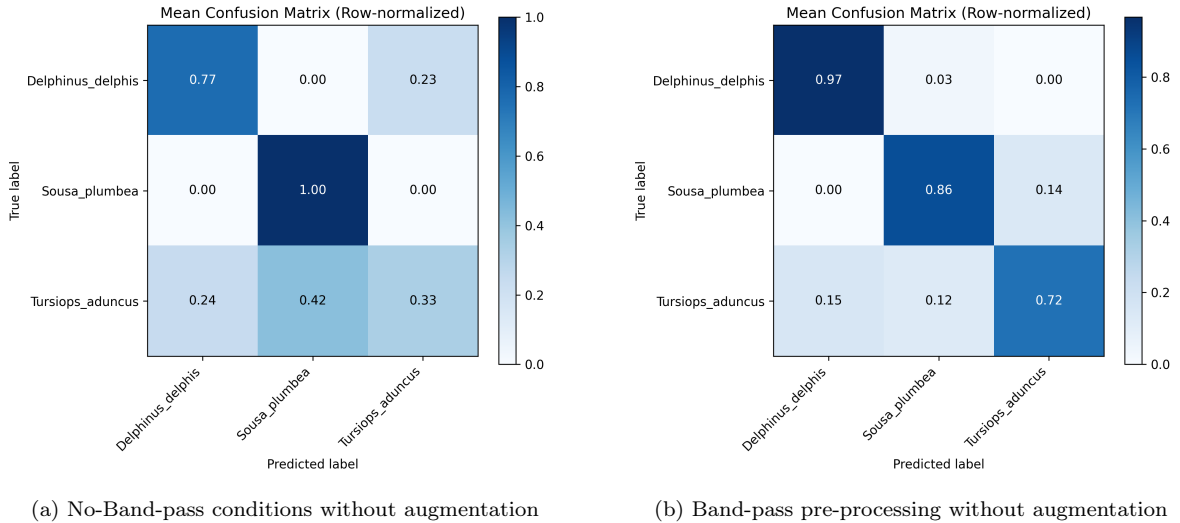 Mean Confusion Matrix (Row-normalized)
True label
Delphinus_delphis
0.77 0.00 0.23
Sousa_plumbea
0.00 1.00 0.00
Tursiops_aduncus
0.24 0.42 0.33
Delphinus_delphis
Sousa_plumbea
Tursiops_aduncus
Predicted label
1.0
0.8
0.6
0.4
0.2
0.0
(a) No-Band-pass conditions without augmentation
Mean Confusion Matrix (Row-normalized)
True label
Delphinus_delphis
0.97 0.03 0.00
Sousa_plumbea
0.00 0.86 0.14
Tursiops_aduncus
0.15 0.12 0.72
Delphinus_delphis
Sousa_plumbea
Tursiops_aduncus
Predicted label
0.8
0.6
0.4
0.2
0.0
(b) Band-pass pre-processing without augmentation